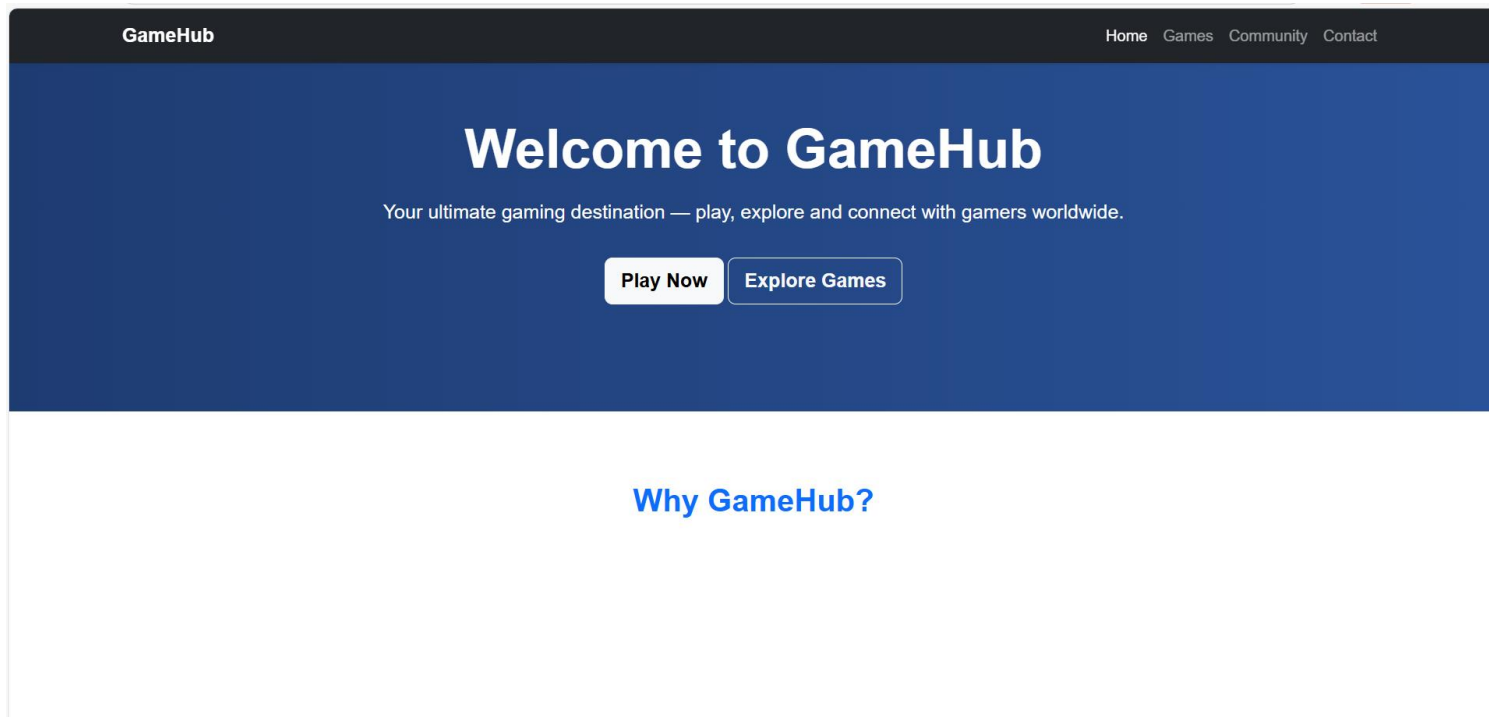 GameHub
Home Games Community Contact
Welcome to GameHub
Your ultimate gaming destination — play, explore and connect with gamers worldwide.
Play Now Explore Games
Why GameHub?